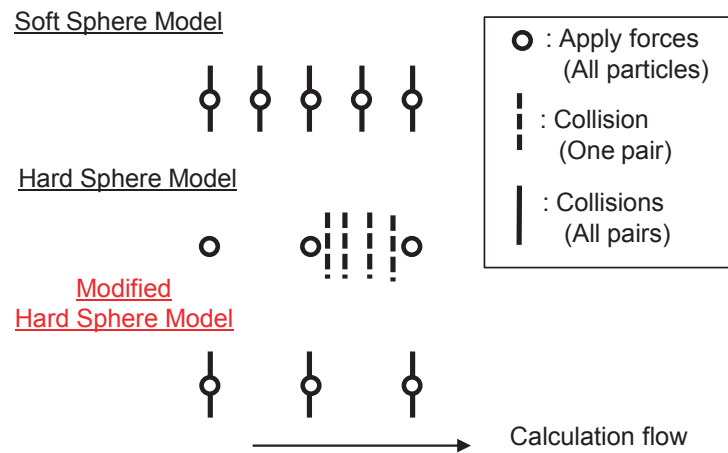 Soft Sphere Model
: Apply forces
(All particles)
: Collision
(One pair)
Hard Sphere Model
: Collisions
(All pairs)
Modified
Hard Sphere Model
Calculation flow